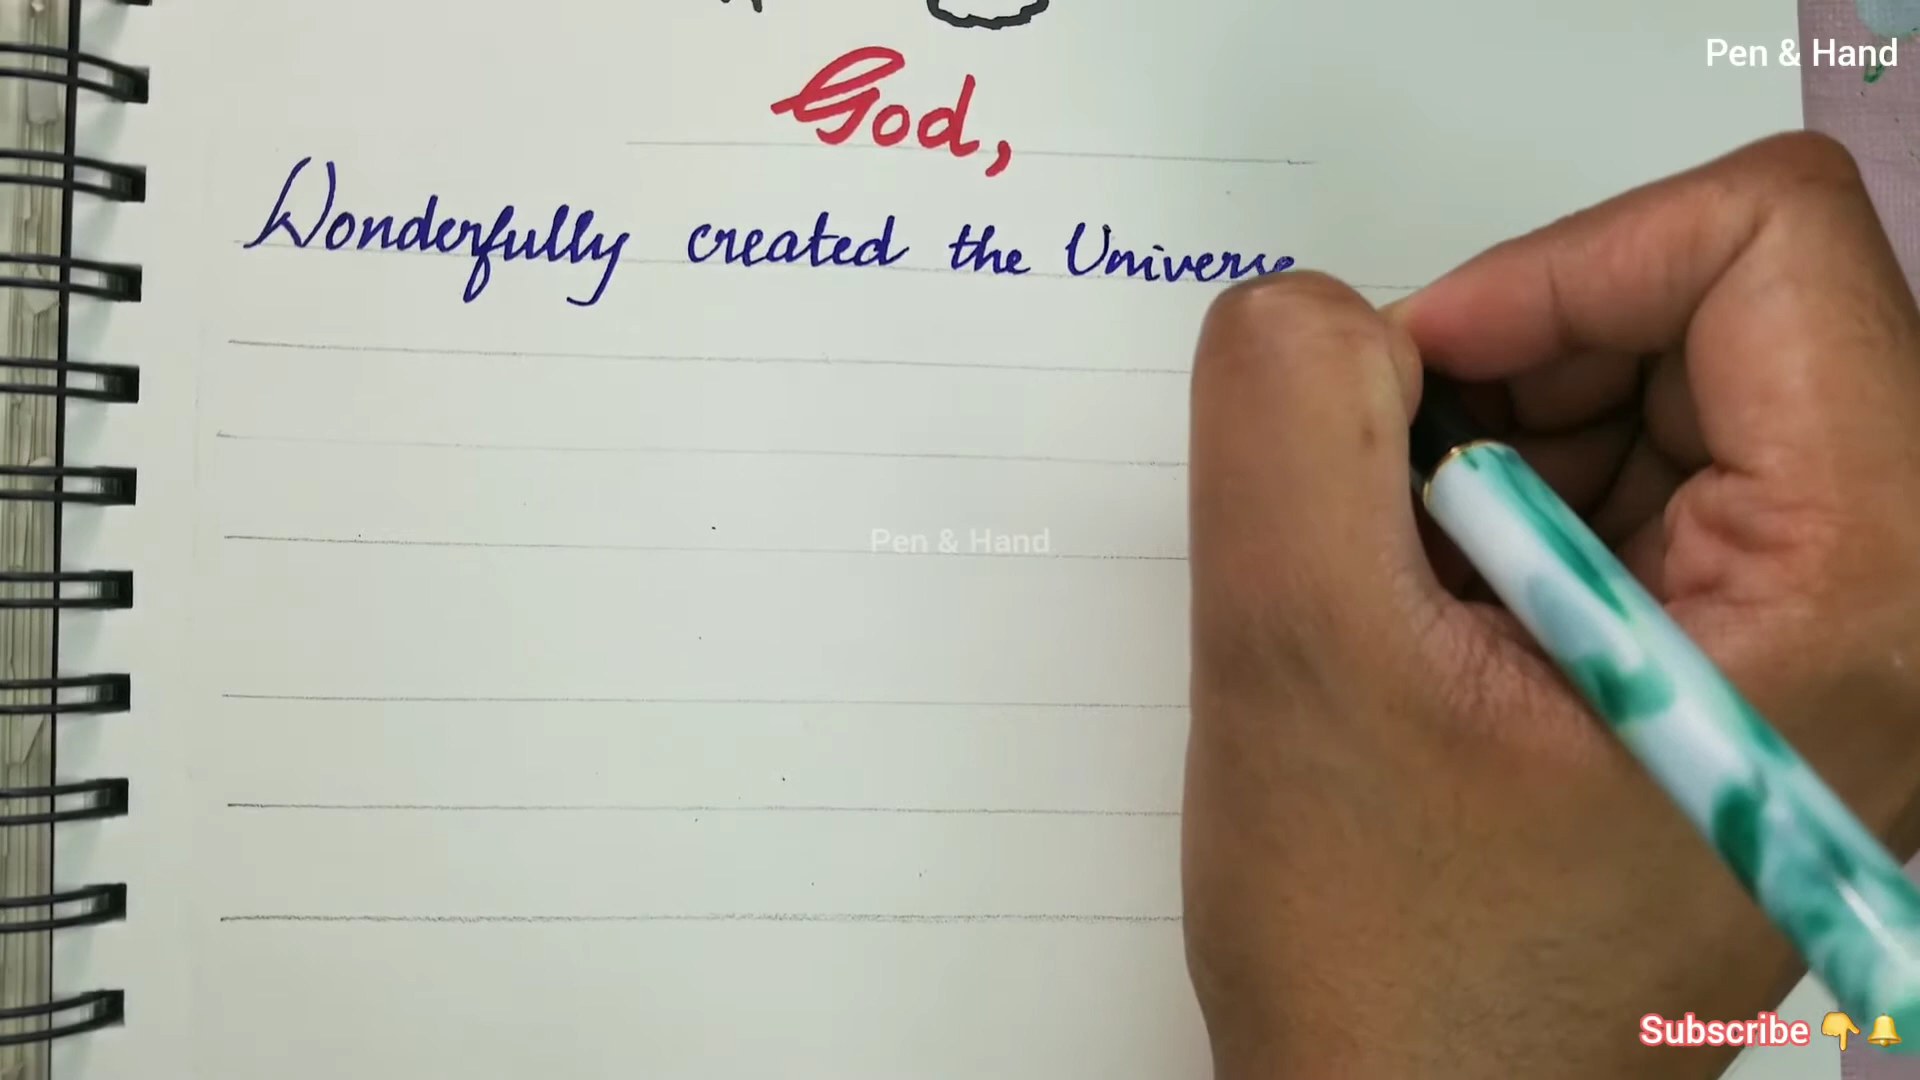 Pen & Hand
God,
Wonderfully created the Universe
Pen & Hand
Subscribe 👇🔔